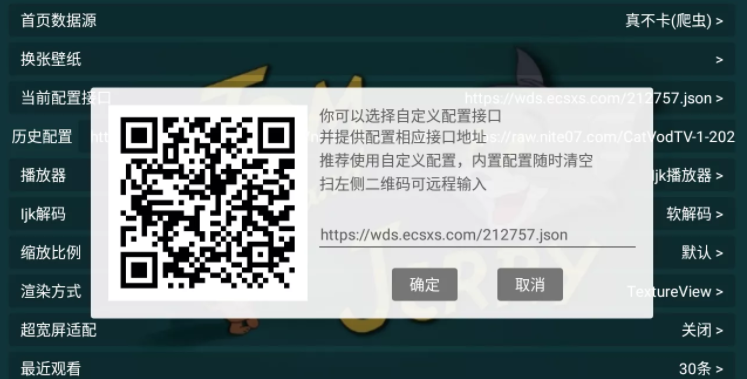 首页数据源
真不卡(爬虫) >
换张壁纸
>
当前配置接口
https://wds.ecsxs.com/212757.json >
历史配置
s://raw.nite07.com/CatVodTV-1-202
你可以选择自定义配置接口
并提供配置相应接口地址
推荐使用自定义配置，内置配置随时清空
扫左侧二维码可远程输入
https://wds.ecsxs.com/212757.json
确定
取消
播放器
ljk播放器 >
Ijk解码
软解码 >
缩放比例
默认 >
渲染方式
TextureView >
超宽屏适配
关闭 >
最近观看
30条 >